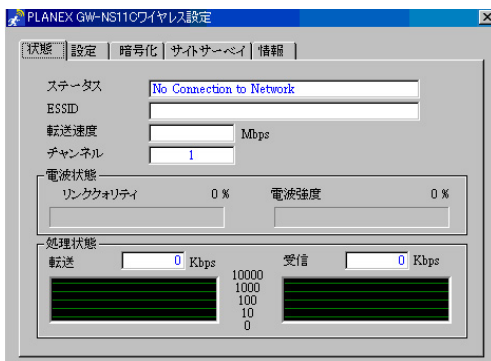 PLANEX GW-NS11Cワイヤレス設定
状態 設定 暗号化 サイトサーベイ 情報
ステータス No Connection to Network
ESSID
転送速度 Mbps
チャンネル 1
電波状態
リンククォリティ 0 % 電波強度 0 %
処理状態
転送 0 Kbps 受信 0 Kbps
10000
1000
100
10
0